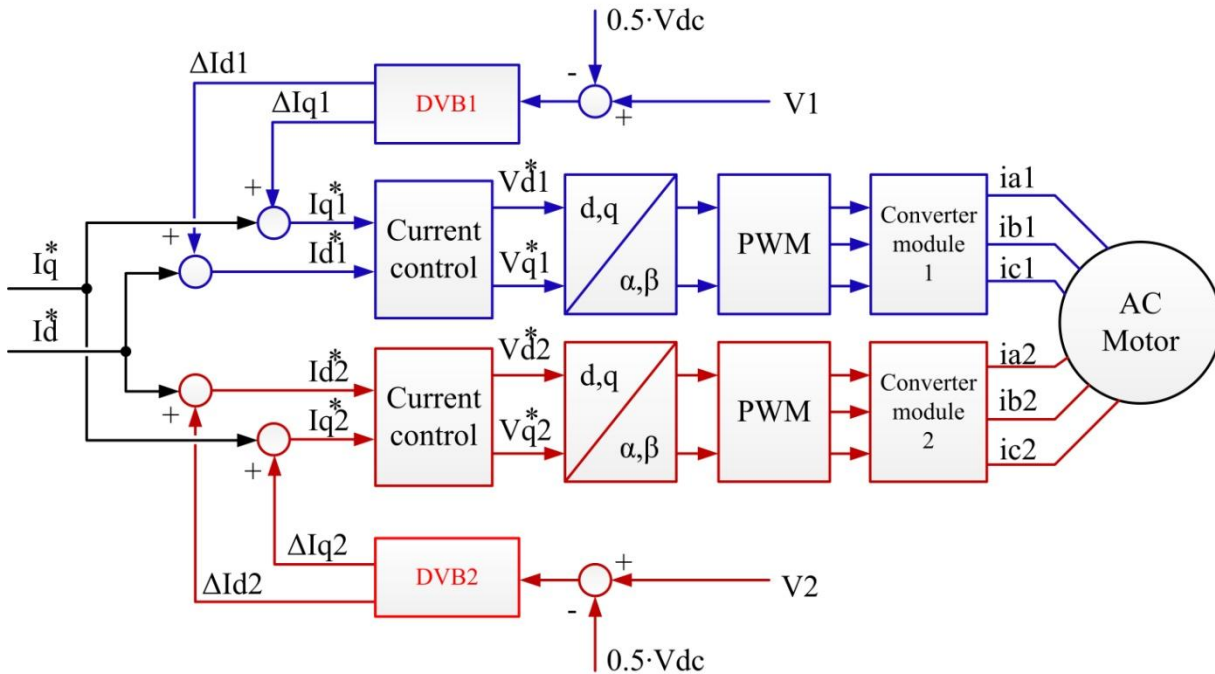 0.5·Vdc
ΔId1
DVB1
-
ΔIq1
+
V1
+
Iq1*
Vd1*
d,q
ia1
+
Current
control
PWM
Converter
module
1
ib1
Iq*
Id1*
Vq1*
α,β
ic1
Id*
AC
Motor
Id2*
Vd2*
d,q
ia2
+
Current
control
PWM
Converter
module
2
ib2
Iq2*
Vq2*
α,β
ic2
+
ΔIq2
DVB2
+
V2
ΔId2
-
0.5·Vdc